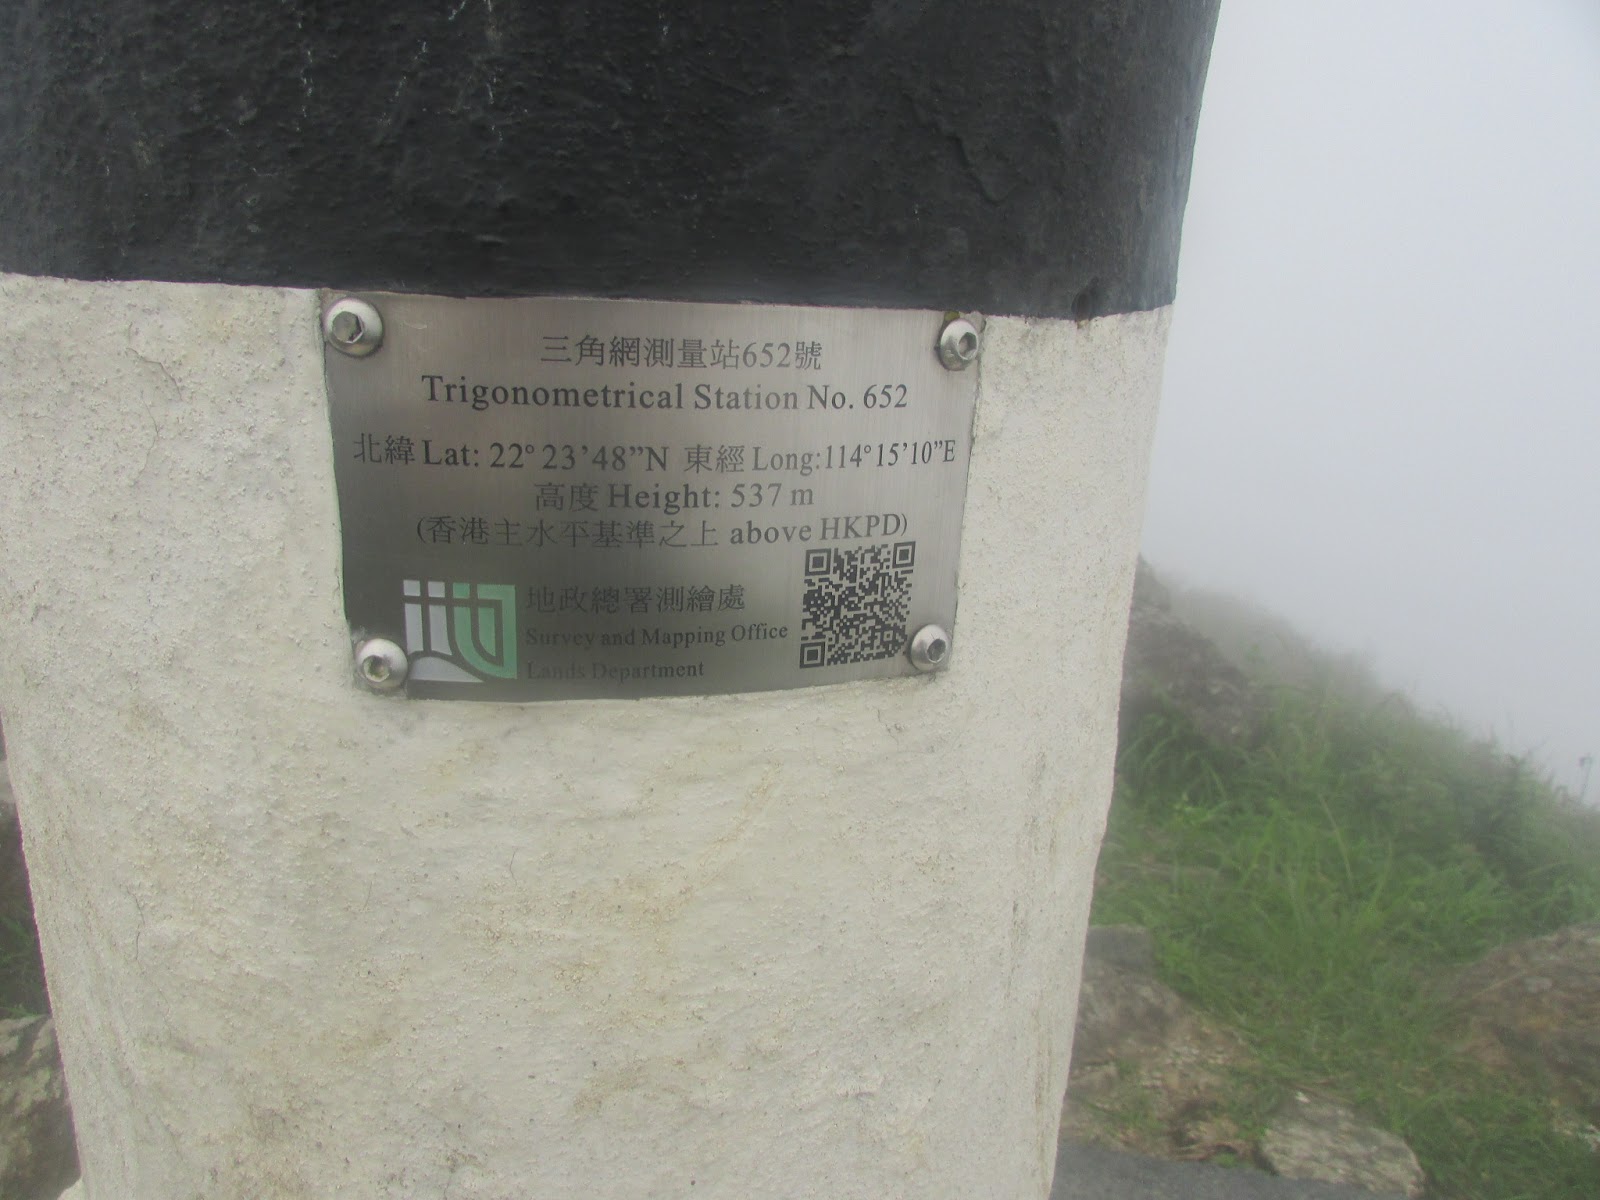 三角網測量站652號
Trigonometrical Station No. 652
北緯 Lat: 22° 23’48”N 東經 Long:114°15’10”E
高度 Height: 537 m
(香港主水平基準之上 above HKPD)
地政總署測繪處
Survey and Mapping Office
Lands Department